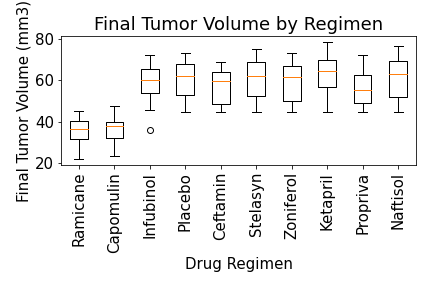 Final Tumor Volume by Regimen
Final Tumor Volume (mm3)
80
60
40
20
Ramicane
Capomulin
Infubinol
Placebo
Ceftamin
Stelasyn
Zoniferol
Ketapril
Propriva
Naftisol
Drug Regimen